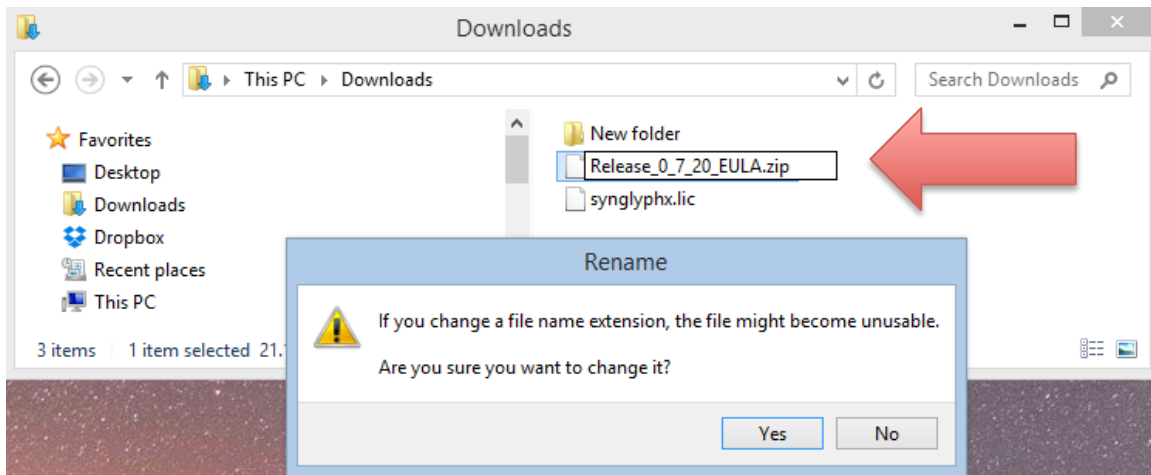 Downloads
This PC Downloads
Search Downloads
Favorites
Desktop
Downloads
Dropbox
Recent places
This PC
New folder
Release_0_7_20_EULA.zip
synglyphx.lic
3 items 1 item selected
Rename
If you change a file name extension, the file might become unusable.
Are you sure you want to change it?
Yes No